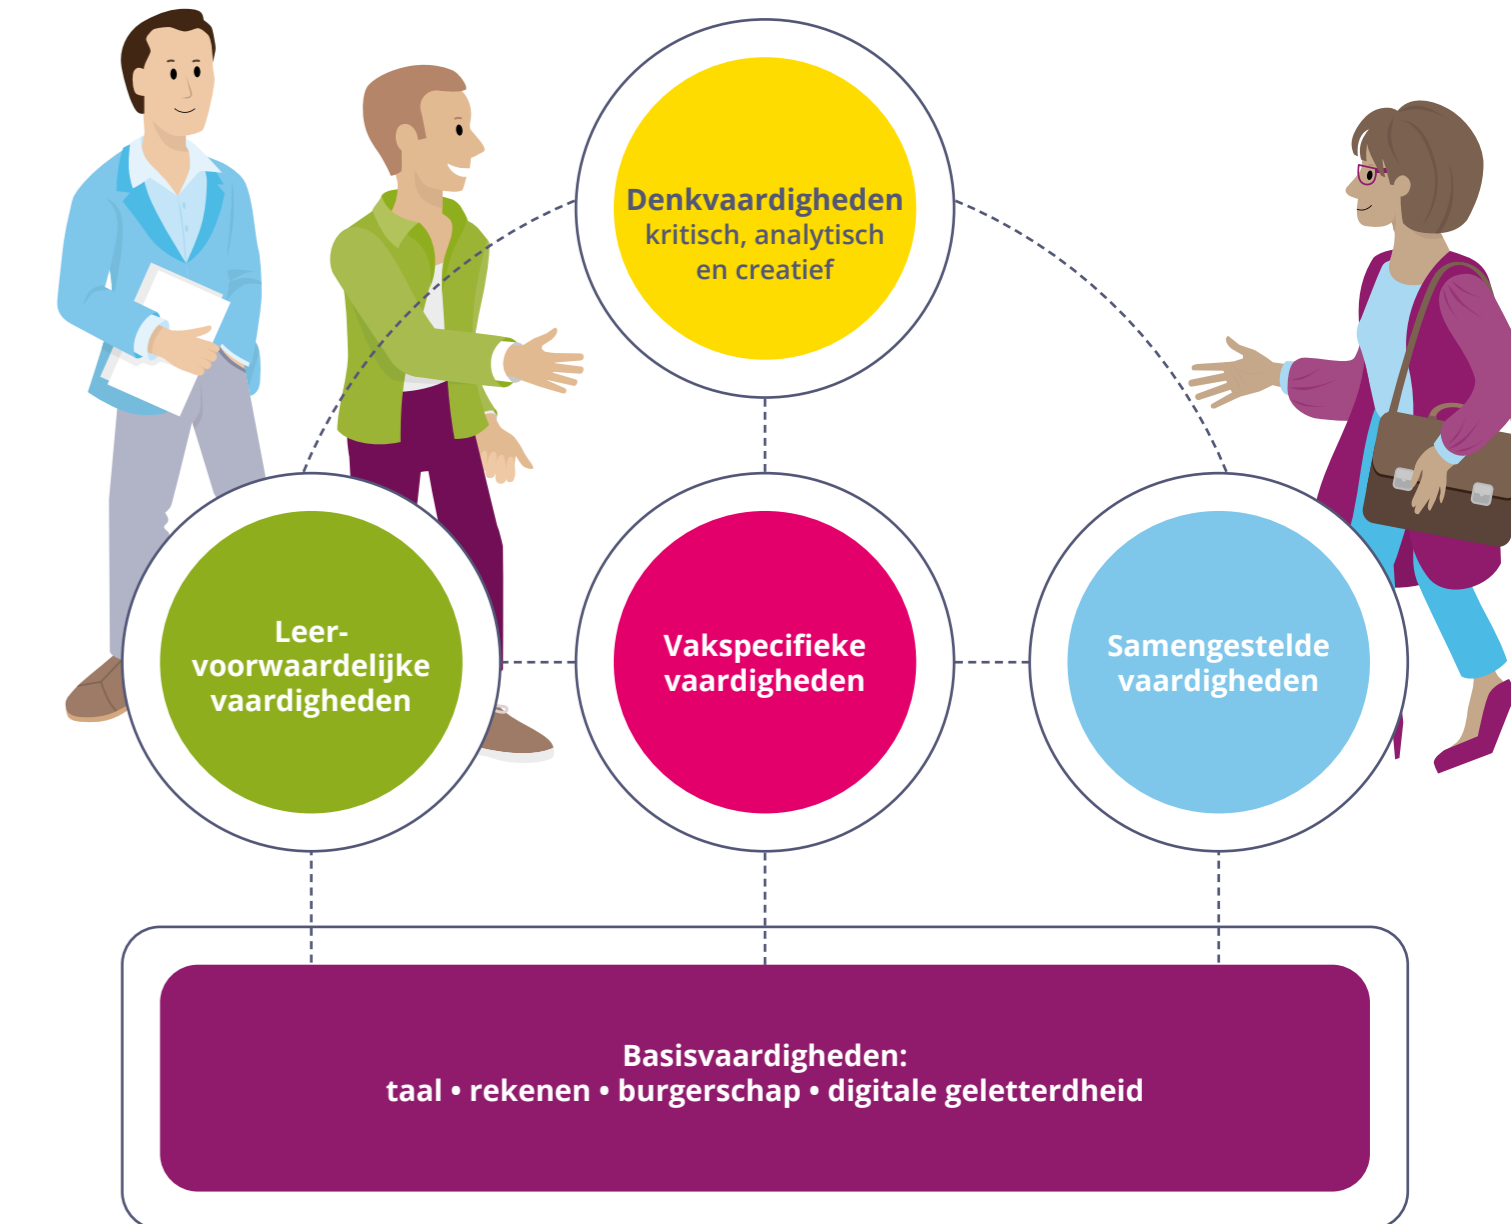 Denkvaardigheden
kritisch, analytisch
en creatief
Leer-
voorwaardelijke
vaardigheden
Vakspecifieke
vaardigheden
Samengestelde
vaardigheden
Basisvaardigheden:
taal • rekenen • burgerschap • digitale geletterdheid